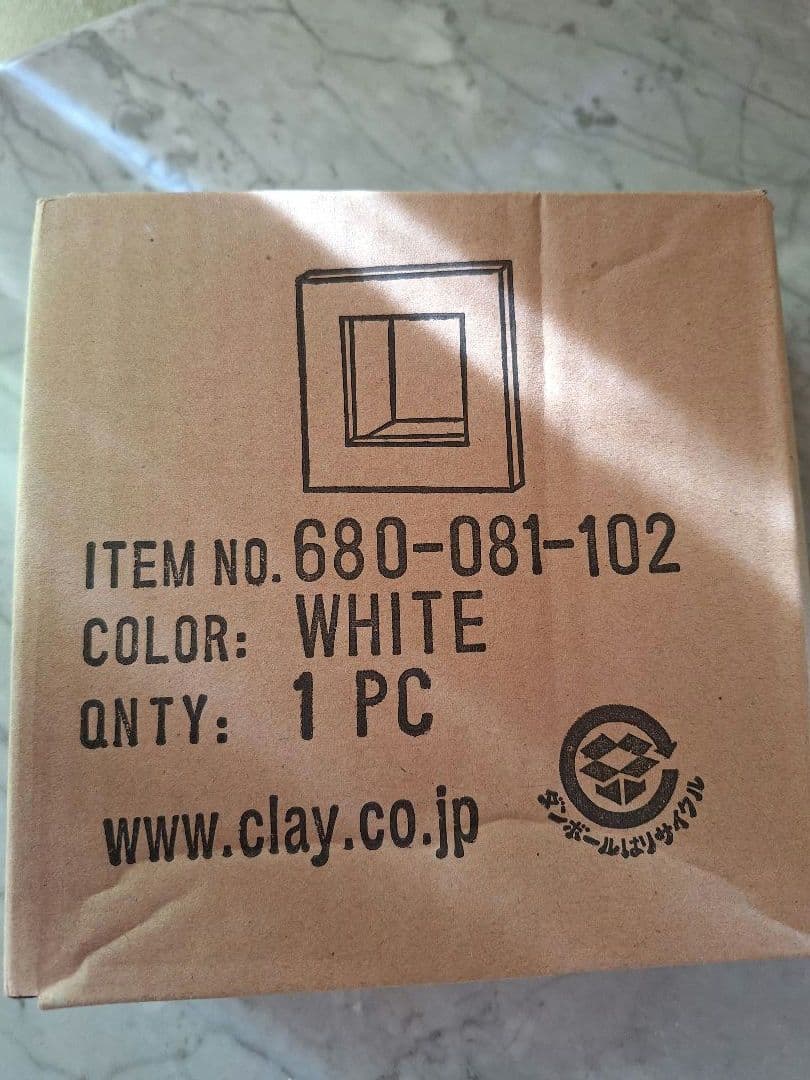 ITEM NO. 680-081-102
COLOR: WHITE
QNTY: 1 PC
www.clay.co.jp
ダンボールはリサイクル